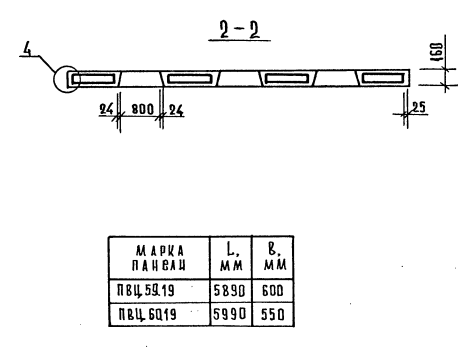 2-2
4
160
24 800 24 25
МАРКА ПАНЕЛИ L, ММ B, ММ
ПВЦ 59.19 5890 600
ПВЦ 60.19 5990 550